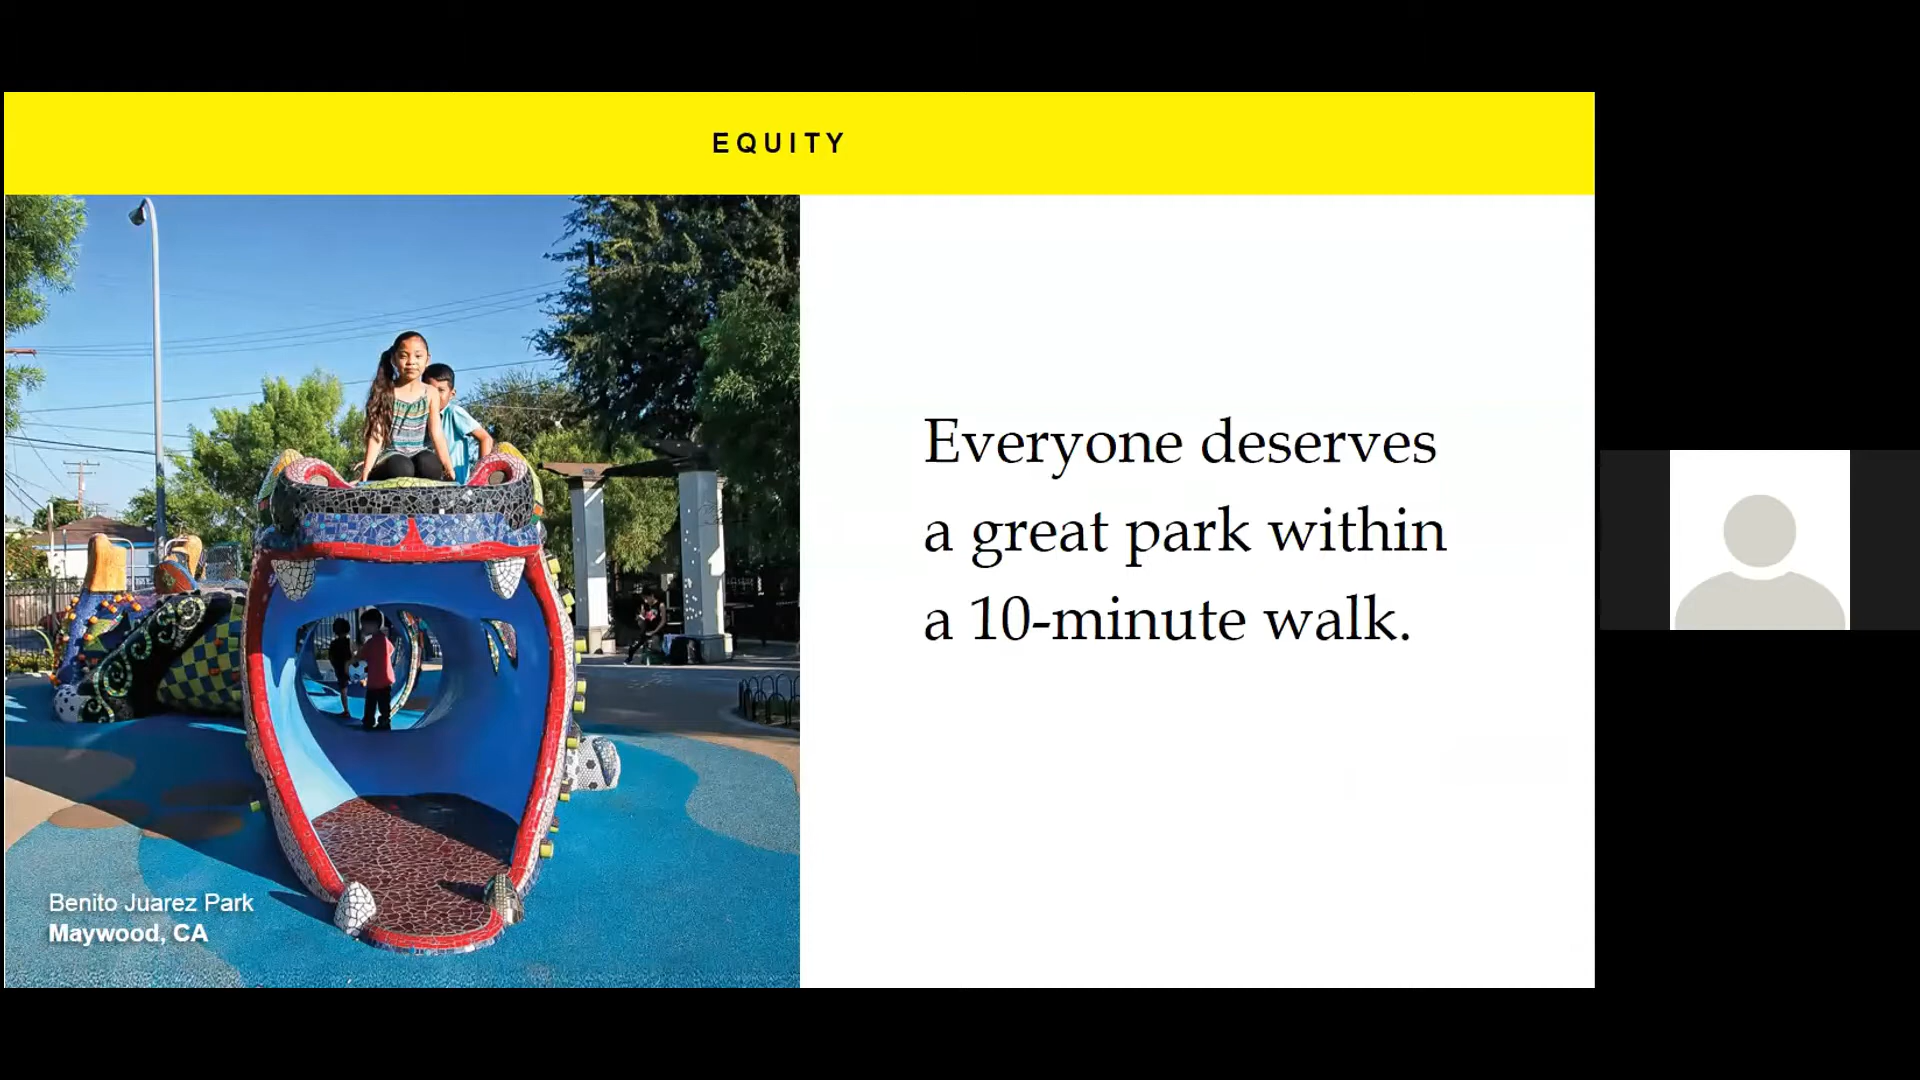 EQUITY
Everyone deserves
a great park within
a 10-minute walk.
Benito Juarez Park
Maywood, CA